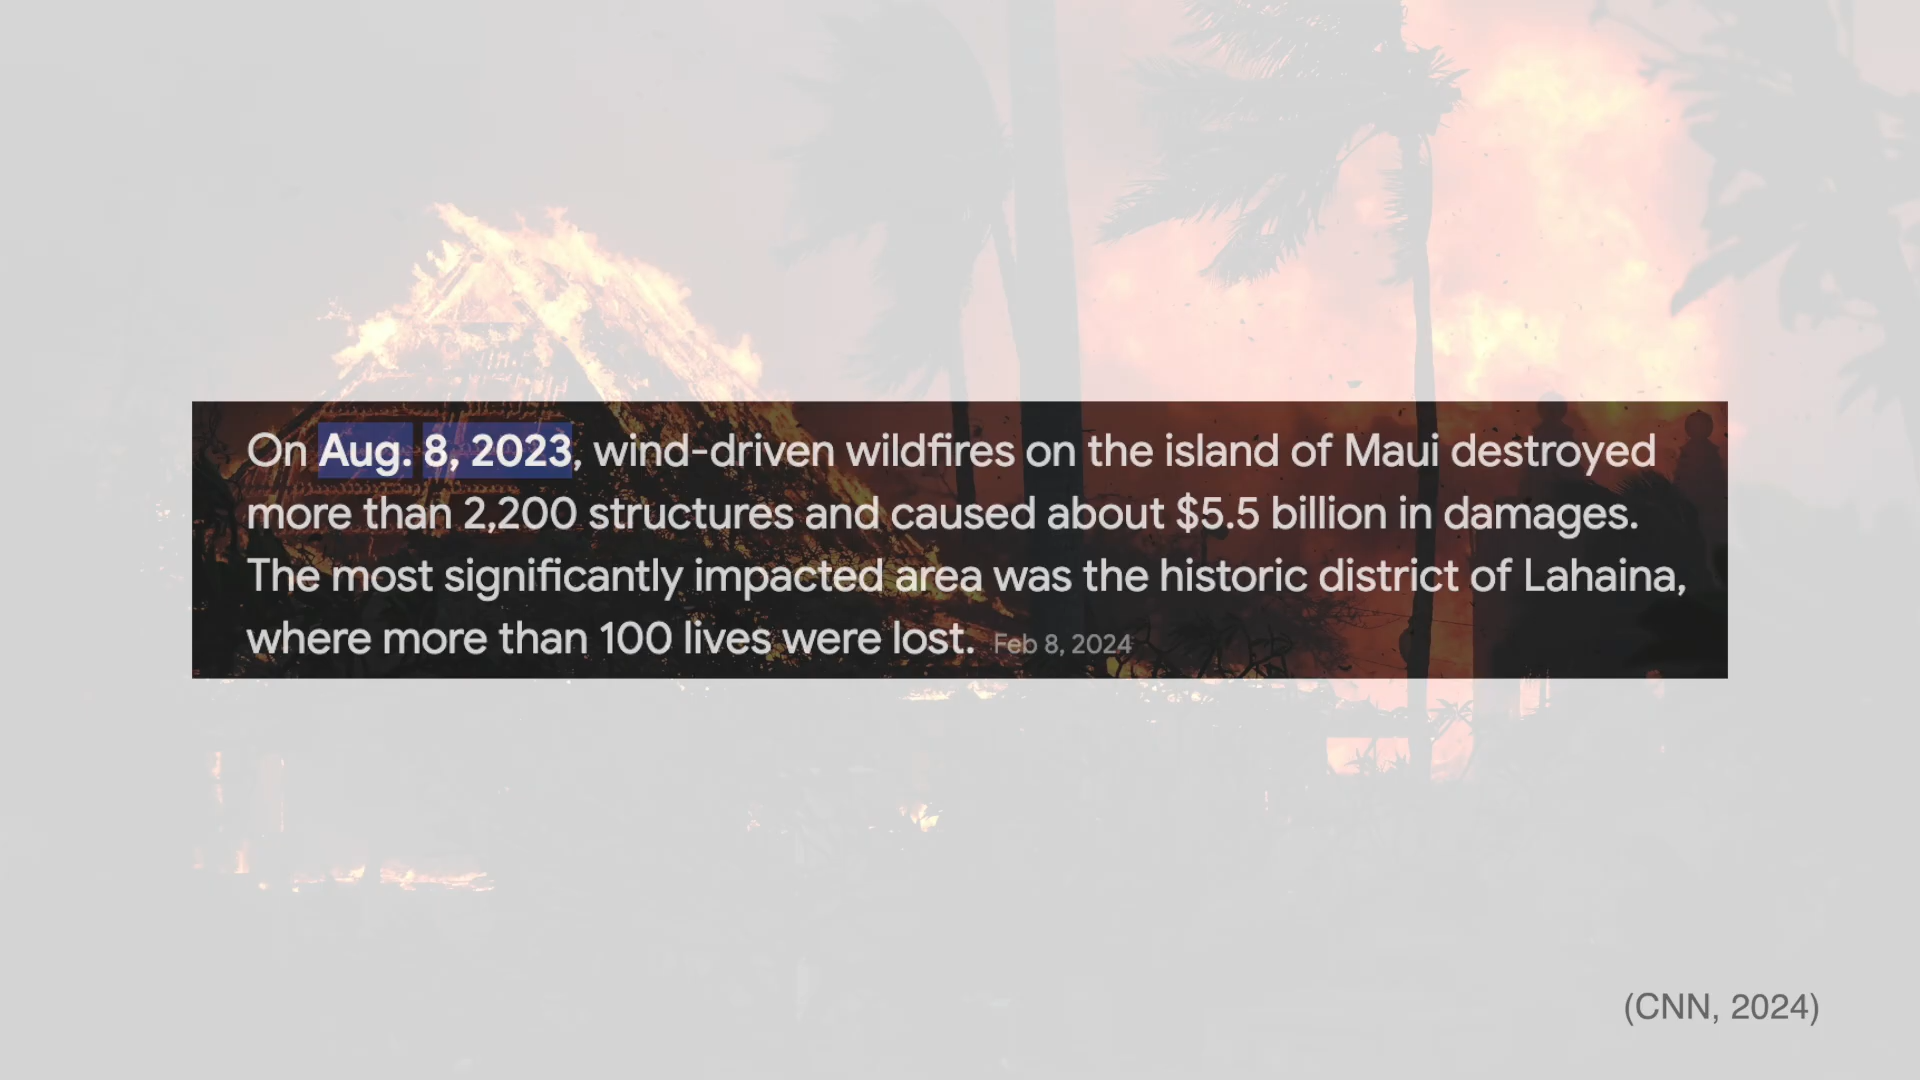 On Aug. 8, 2023, wind-driven wildfires on the island of Maui destroyed
more than 2,200 structures and caused about $5.5 billion in damages.
The most significantly impacted area was the historic district of Lahaina,
where more than 100 lives were lost. Feb 8, 2024
(CNN, 2024)